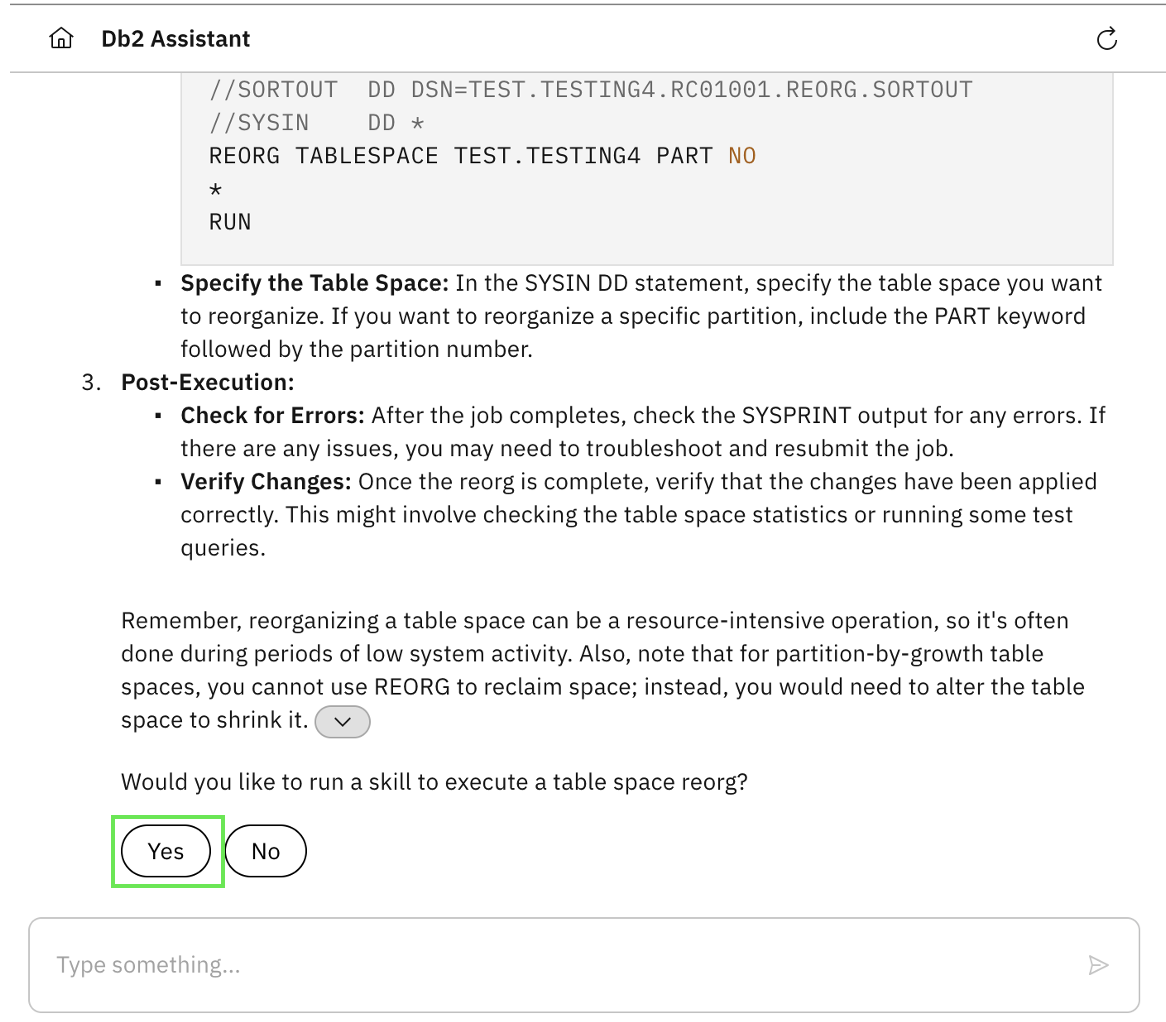 Db2 Assistant
//SORTOUT  DD DSN=TEST.TESTING4.RC01001.REORG.SORTOUT
//SYSIN    DD *
REORG TABLESPACE TEST.TESTING4 PART NO
*
RUN
▪ Specify the Table Space: In the SYSIN DD statement, specify the table space you want
to reorganize. If you want to reorganize a specific partition, include the PART keyword
followed by the partition number.
3. Post-Execution:
▪ Check for Errors: After the job completes, check the SYSPRINT output for any errors. If
there are any issues, you may need to troubleshoot and resubmit the job.
▪ Verify Changes: Once the reorg is complete, verify that the changes have been applied
correctly. This might involve checking the table space statistics or running some test
queries.
Remember, reorganizing a table space can be a resource-intensive operation, so it's often
done during periods of low system activity. Also, note that for partition-by-growth table
spaces, you cannot use REORG to reclaim space; instead, you would need to alter the table
space to shrink it.
Would you like to run a skill to execute a table space reorg?
Yes No
Type something...